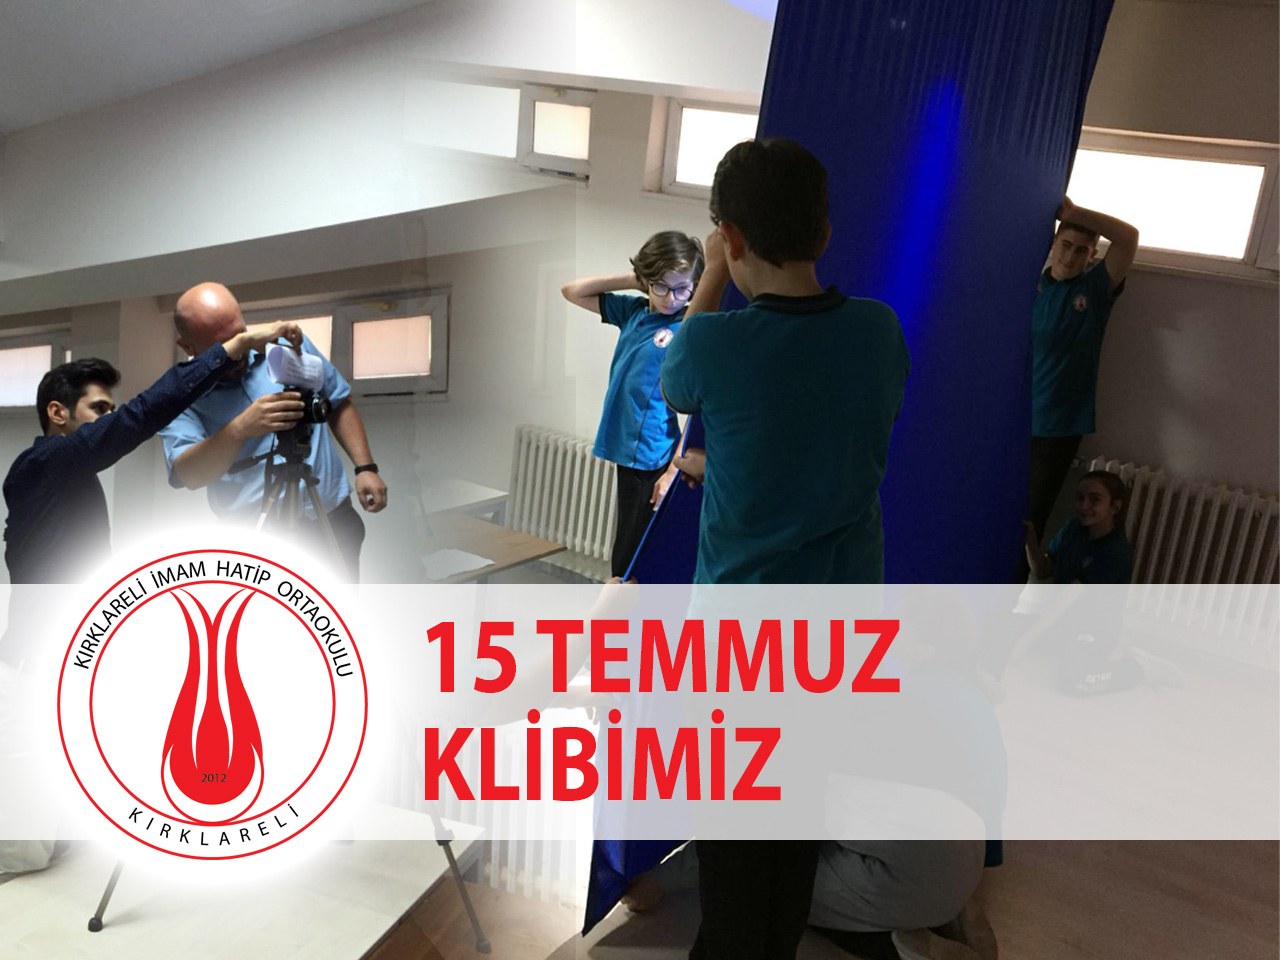 KIRKLARELİ İMAM HATİP ORTAOKULU
2012
KIRKLARELİ
15 TEMMUZ
KLİBİMİZ